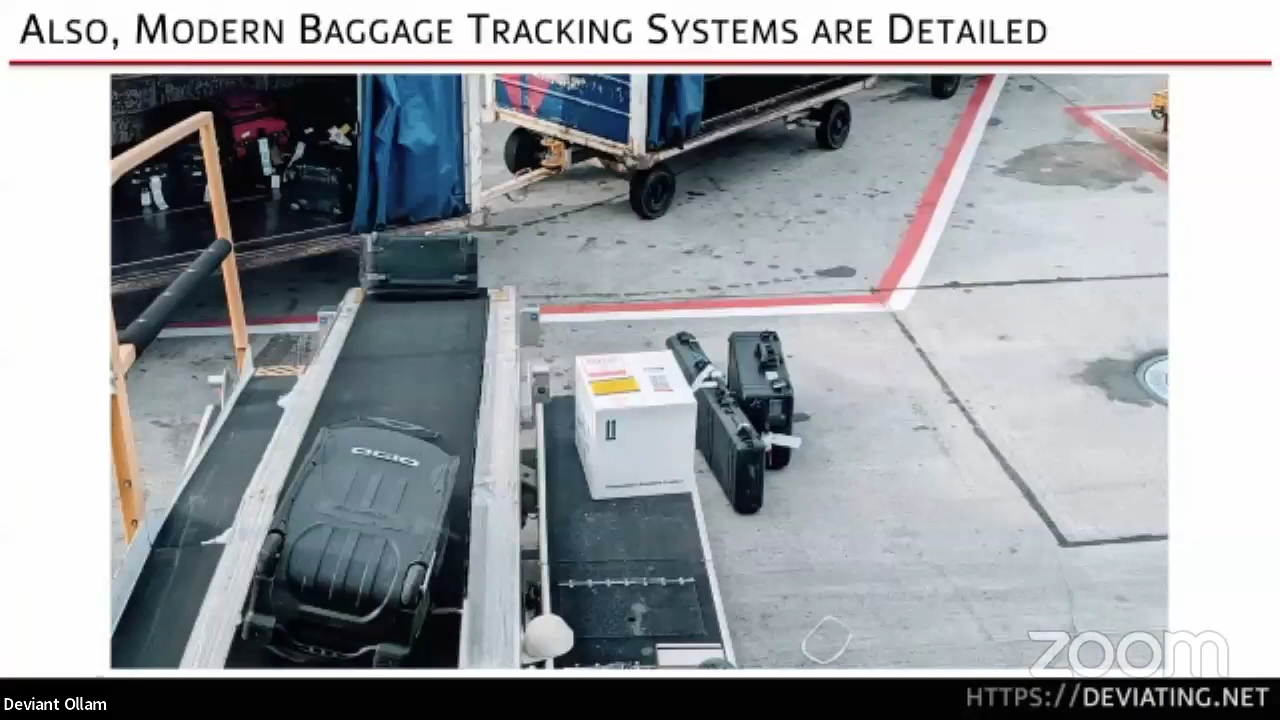 ALSO, MODERN BAGGAGE TRACKING SYSTEMS ARE DETAILED
OGIO
zoom
Deviant Ollam
HTTPS://DEVIATING.NET